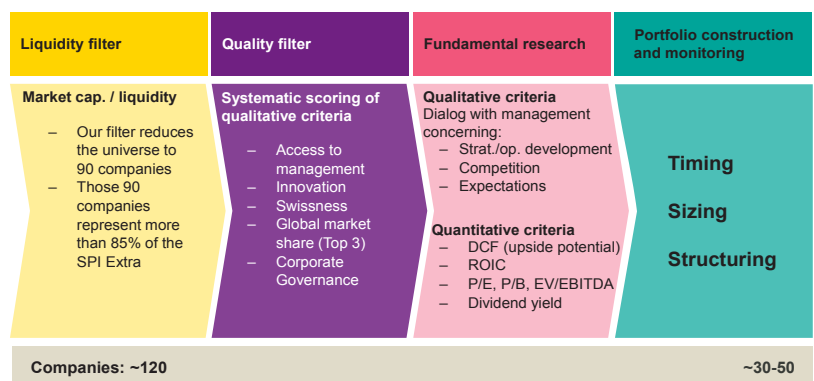 Liquidity filter
Quality filter
Fundamental research
Portfolio construction
and monitoring
Market cap. / liquidity
– Our filter reduces
the universe to
90 companies
– Those 90
companies
represent more
than 85% of the
SPI Extra
Systematic scoring of
qualitative criteria
– Access to
management
– Innovation
– Swissness
– Global market
share (Top 3)
– Corporate
Governance
Qualitative criteria
Dialog with management
concerning:
– Strat./op. development
– Competition
– Expectations
Quantitative criteria
– DCF (upside potential)
– ROIC
– P/E, P/B, EV/EBITDA
– Dividend yield
Timing
Sizing
Structuring
Companies: ~120
~30-50